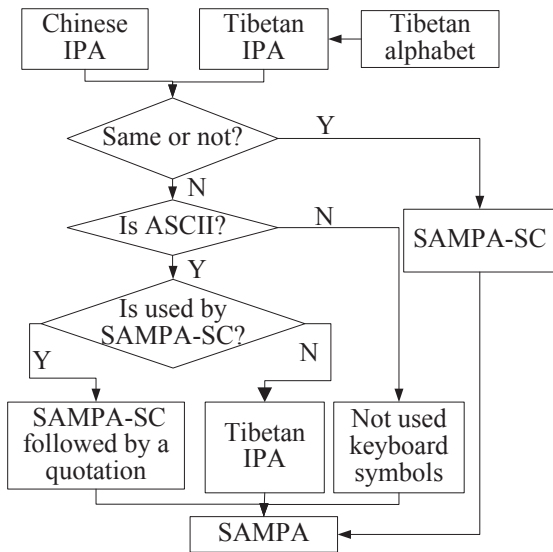 Chinese
IPA
Tibetan
IPA
Tibetan
alphabet
Same or not?
Y
N
Is ASCII?
N
SAMPA-SC
Y
Is used by
SAMPA-SC?
Y
N
SAMPA-SC
followed by a
quotation
Tibetan
IPA
Not used
keyboard
symbols
SAMPA